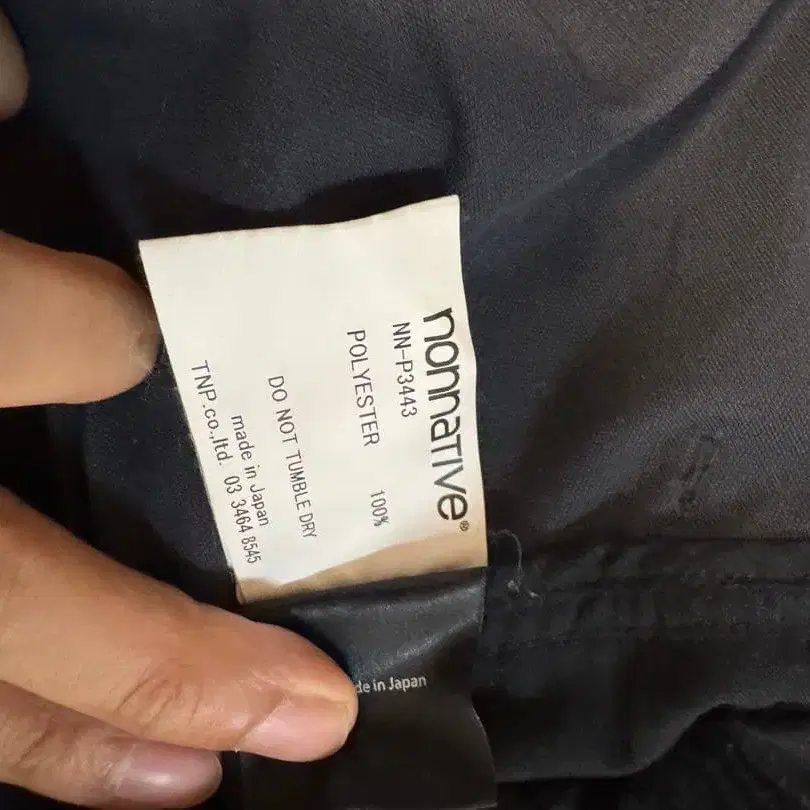 nonnative®
NN-P3443
POLYESTER 100%
DO NOT TUMBLE DRY
made in Japan
TNP.co.,ltd. 03 3464 8545
in Japan